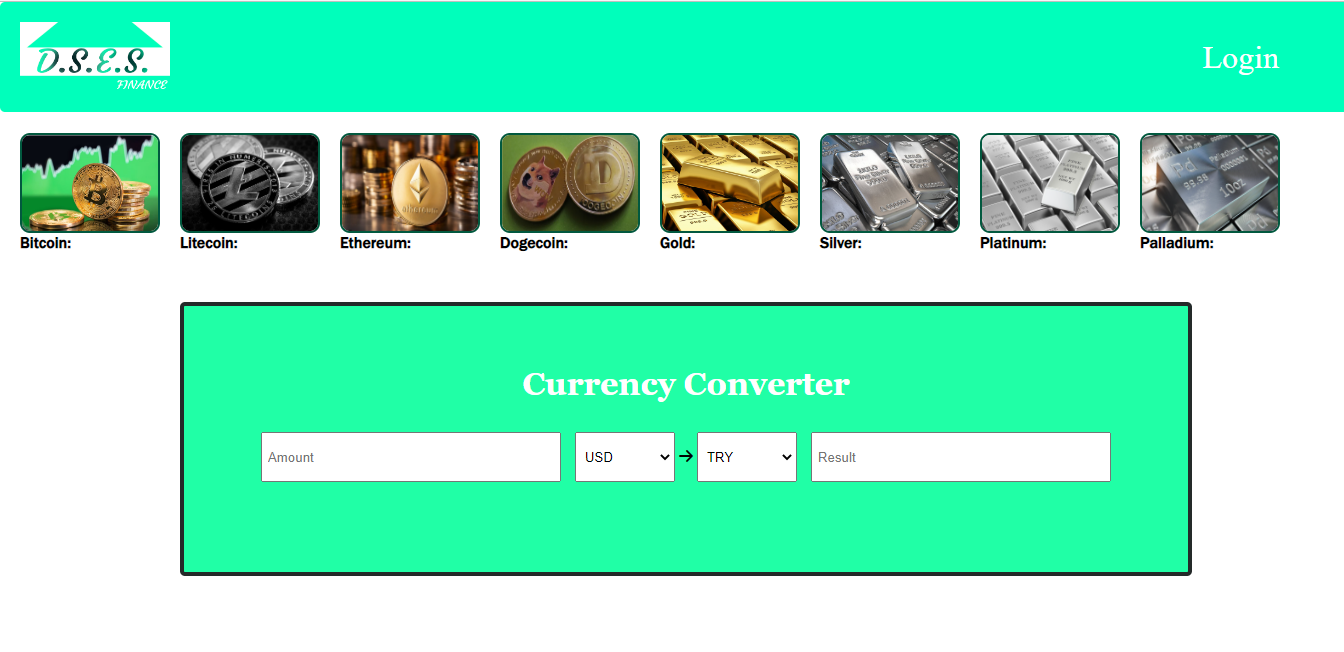 D.S.E.S.
FINANCE
Login
Bitcoin:
Litecoin:
Ethereum:
Dogecoin:
Gold:
Silver:
Platinum:
Palladium:
Currency Converter
Amount
USD
TRY
Result